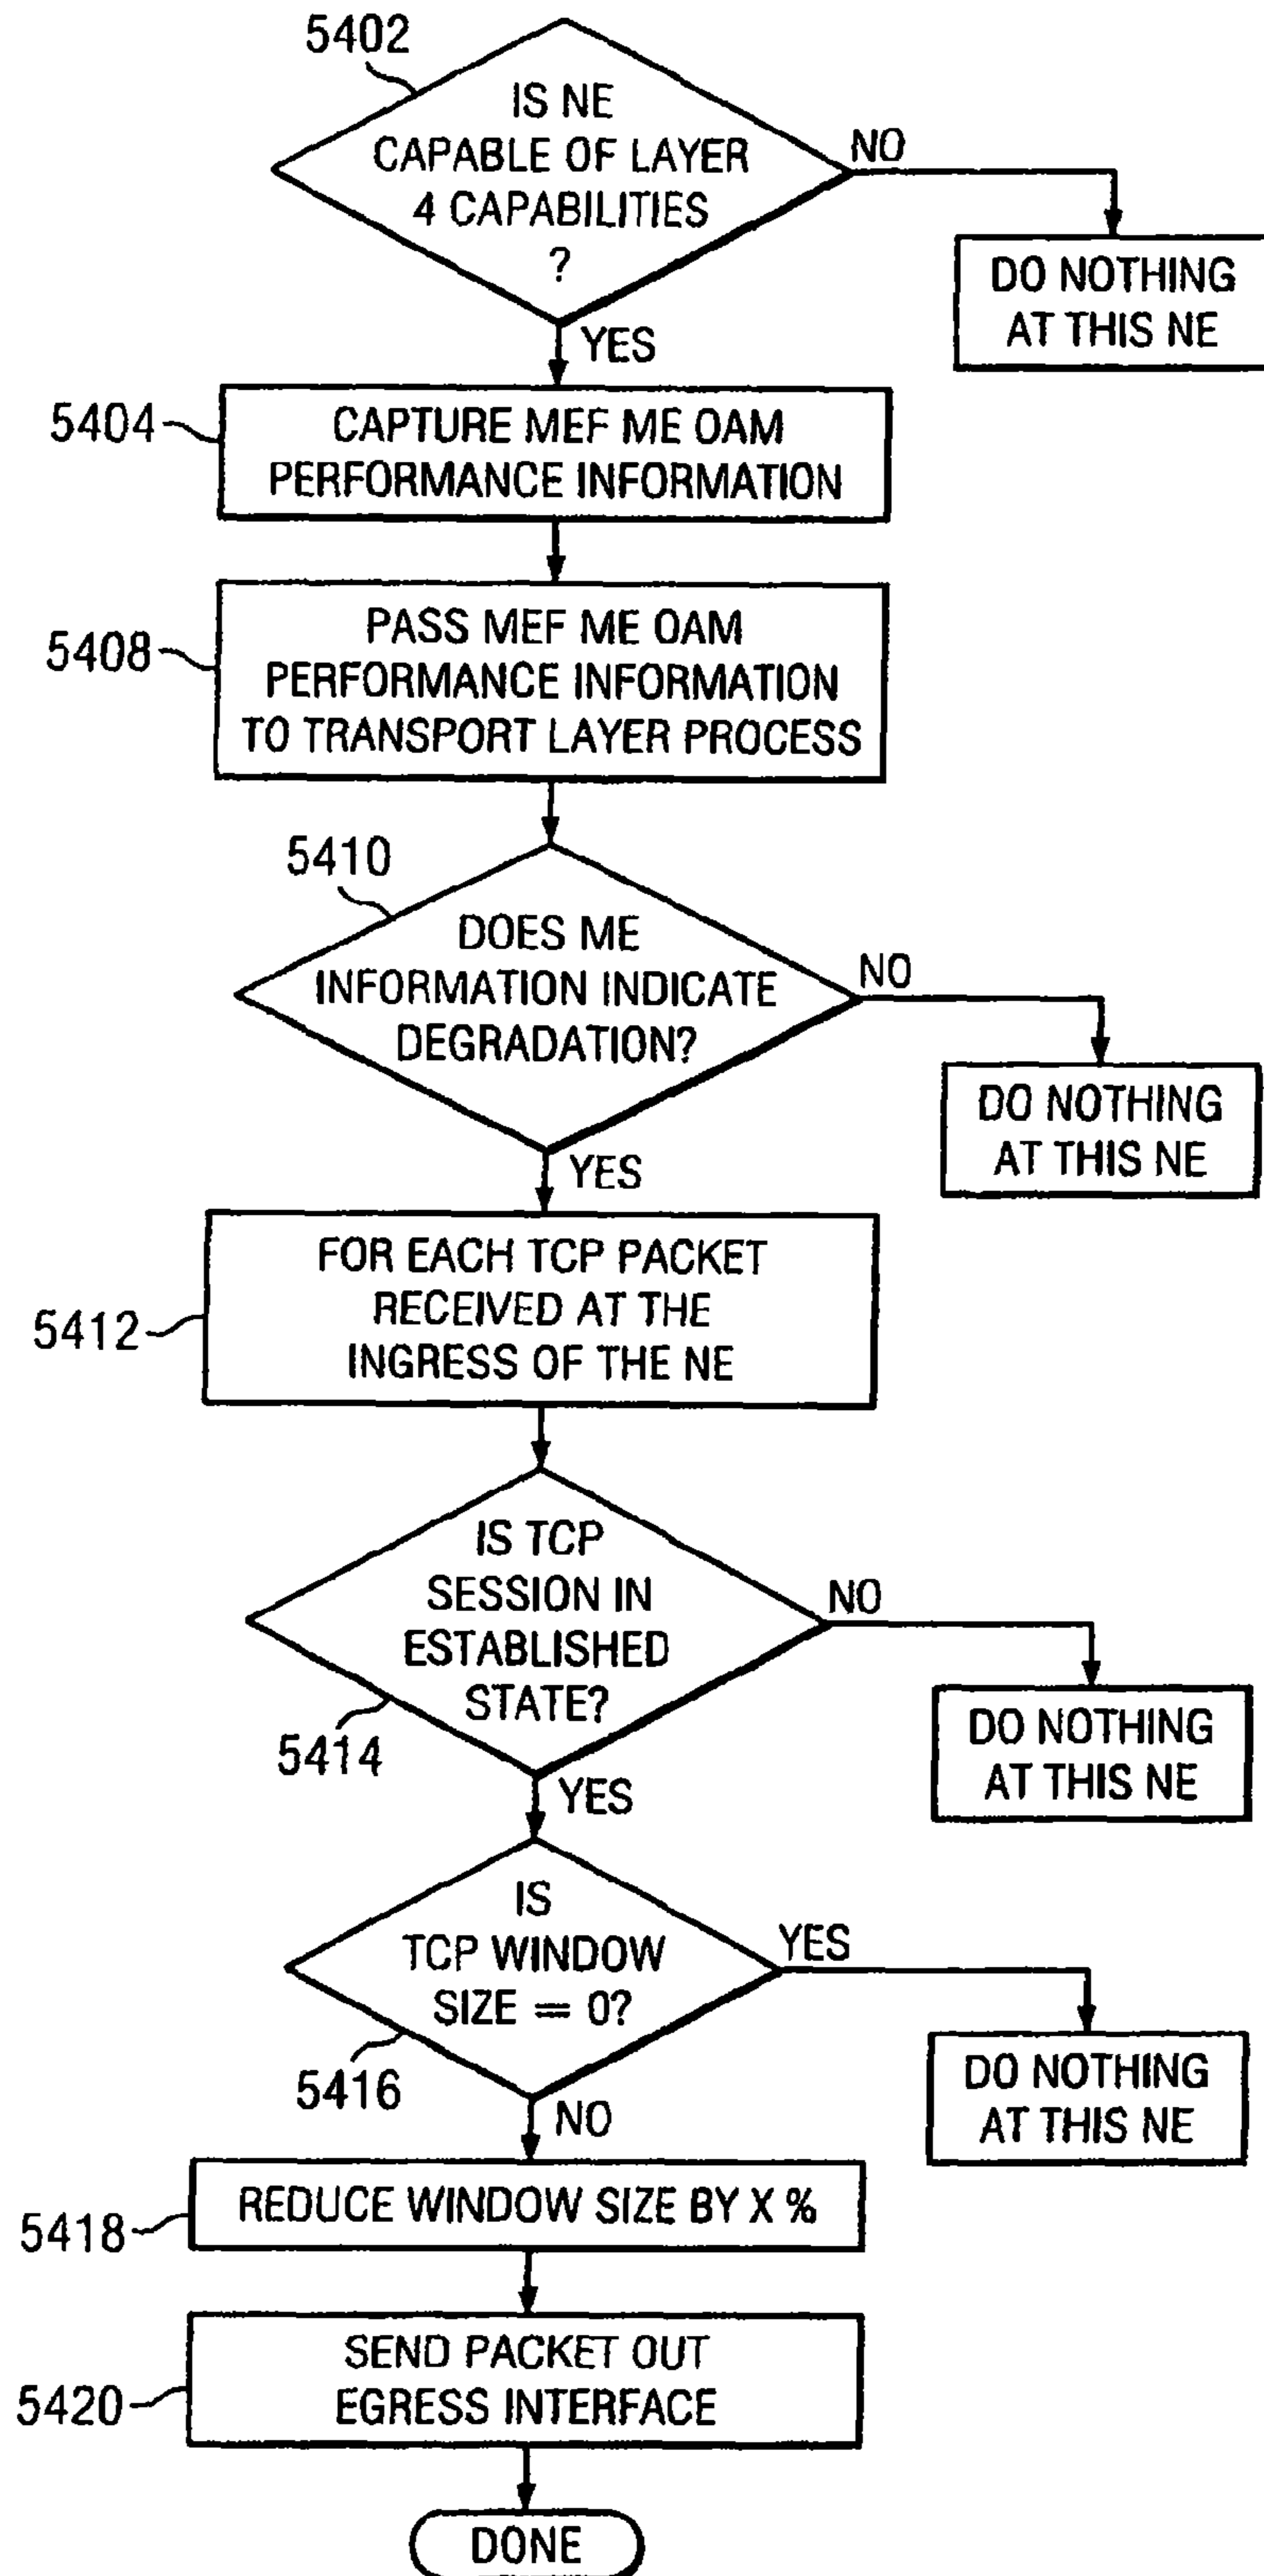 5402
IS NE
CAPABLE OF LAYER
4 CAPABILITIES
?
NO
DO NOTHING
AT THIS NE
YES
5404
CAPTURE MEF ME OAM
PERFORMANCE INFORMATION
5408
PASS MEF ME OAM
PERFORMANCE INFORMATION
TO TRANSPORT LAYER PROCESS
5410
DOES ME
INFORMATION INDICATE
DEGRADATION?
NO
DO NOTHING
AT THIS NE
YES
5412
FOR EACH TCP PACKET
RECEIVED AT THE
INGRESS OF THE NE
IS TCP
SESSION IN
ESTABLISHED
STATE?
5414
NO
DO NOTHING
AT THIS NE
YES
IS
TCP WINDOW
SIZE = 0?
5416
YES
DO NOTHING
AT THIS NE
NO
5418
REDUCE WINDOW SIZE BY X %
5420
SEND PACKET OUT
EGRESS INTERFACE
DONE